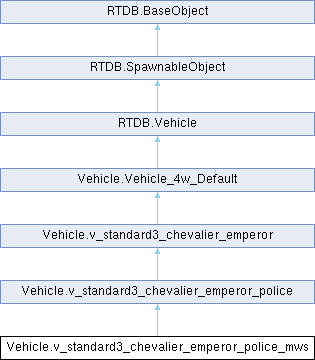 RTDB.BaseObject
RTDB.SpawnableObject
RTDB.Vehicle
Vehicle.Vehicle_4w_Default
Vehicle.v_standard3_chevalier_emperor
Vehicle.v_standard3_chevalier_emperor_police
Vehicle.v_standard3_chevalier_emperor_police_mws